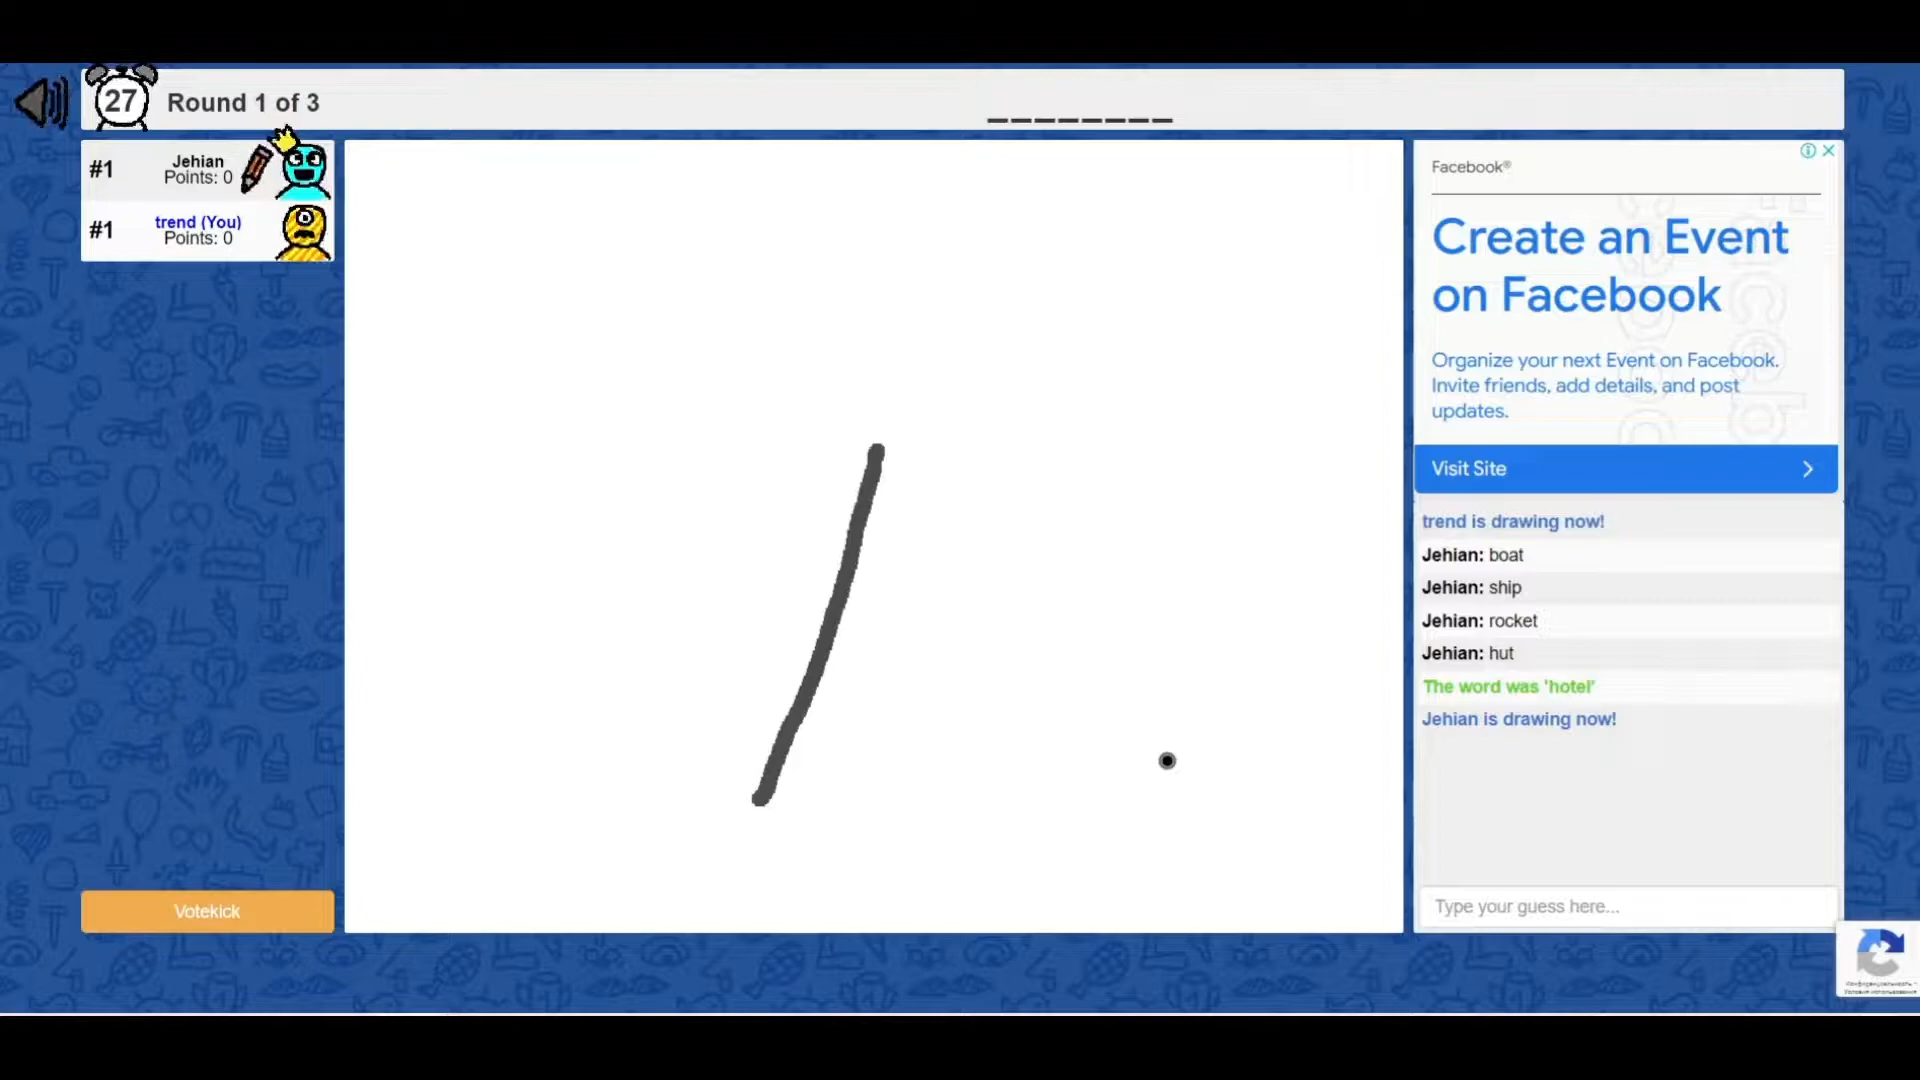 27
Round 1 of 3
________
#1
Jehian
Points: 0
#1
trend (You)
Points: 0
Votekick
Facebook®
Create an Event
on Facebook
Organize your next Event on Facebook.
Invite friends, add details, and post
updates.
Visit Site
trend is drawing now!
Jehian: boat
Jehian: ship
Jehian: rocket
Jehian: hut
The word was 'hotel'
Jehian is drawing now!
Type your guess here...